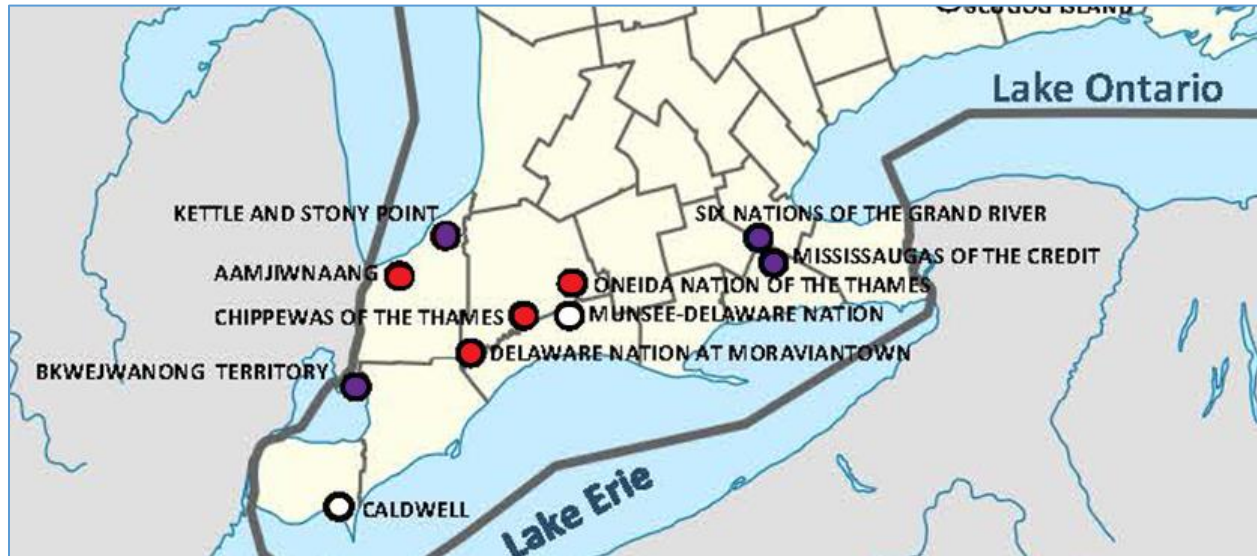 SCUGOG ISLAND
Lake Ontario
KETTLE AND STONY POINT
SIX NATIONS OF THE GRAND RIVER
MISSISSAUGAS OF THE CREDIT
AAMJIWNAANG
ONEIDA NATION OF THE THAMES
CHIPPEWAS OF THE THAMES
MUNSEE-DELAWARE NATION
DELAWARE NATION AT MORAVIANTOWN
BKWEJWANONG TERRITORY
CALDWELL
Lake Erie